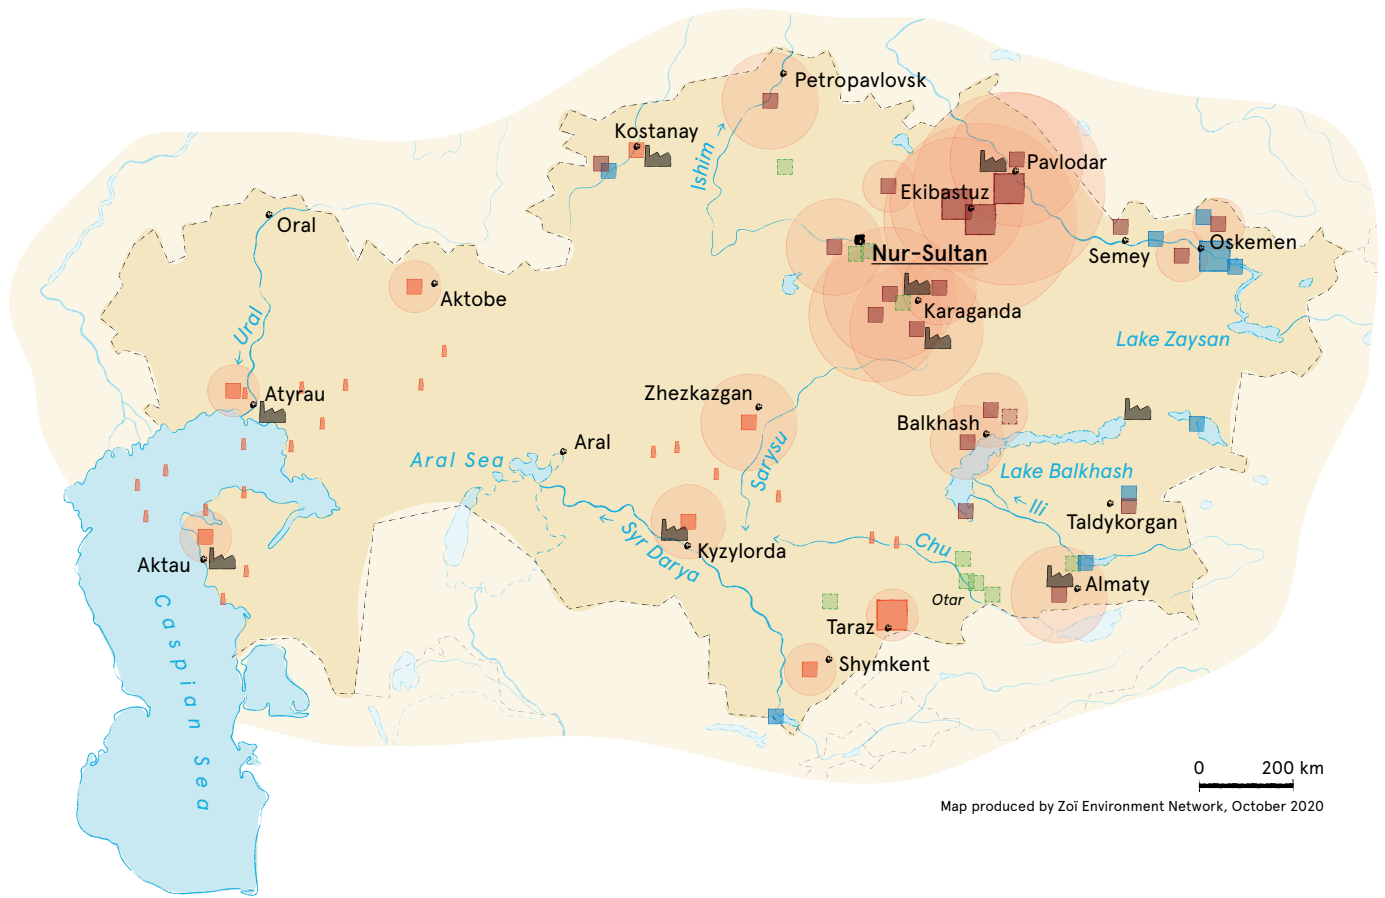 Petropavlovsk
Kostanay
Ishim
Pavlodar
Ekibastuz
Oral
Nur-Sultan
Semey
Oskemen
Aktobe
Karaganda
Ural
Lake Zaysan
Atyrau
Zhezkazgan
Balkhash
Aral
Aral Sea
Sarysu
Lake Balkhash
Ili
Taldykorgan
Syr Darya
Kyzylorda
Chu
Aktau
Almaty
Otar
Taraz
Shymkent
Caspian Sea
0 200 km
Map produced by Zoï Environment Network, October 2020